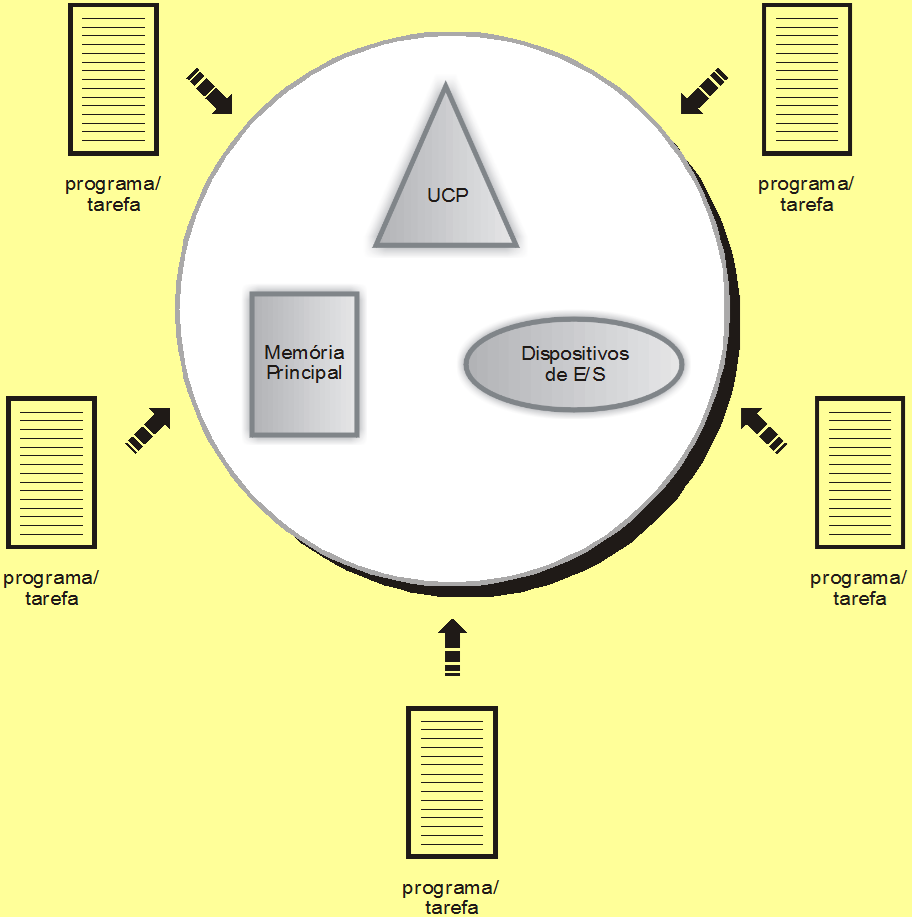 programa/
tarefa
programa/
tarefa
UCP
Memória
Principal
Dispositivos
de E/S
programa/
tarefa
programa/
tarefa
programa/
tarefa